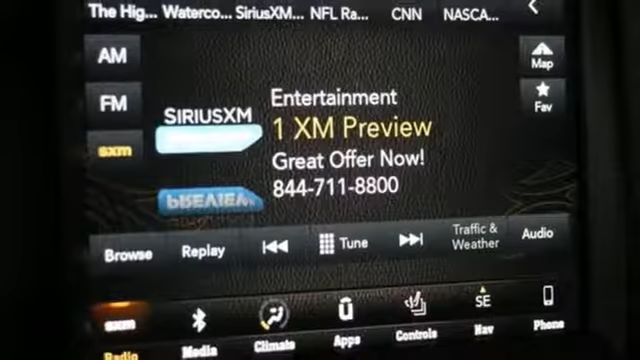 The Hig... Waterco... SiriusXM... NFL Ra... CNN NASCA...
AM
FM
sxm
SIRIUSXM
Entertainment
1 XM Preview
Great Offer Now!
844-711-8800
Map
Fav
Browse Replay Tune Traffic & Weather Audio
sxm SE
Radio Media Climate Apps Controls Nav Phone